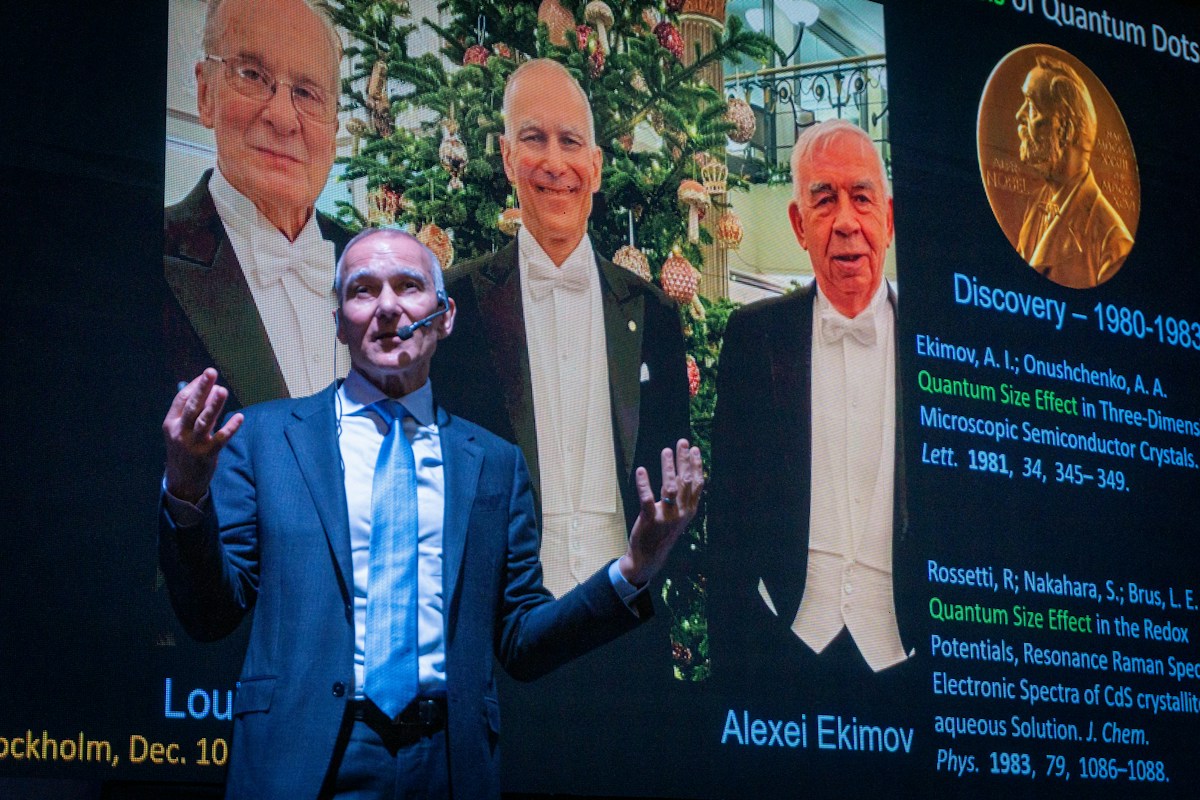 of Quantum Dots
NOBEL
Discovery – 1980-1983
Ekimov, A. I.; Onushchenko, A. A.
Quantum Size Effect in Three-Dimens
Microscopic Semiconductor Crystals.
Lett. 1981, 34, 345–349.
Rossetti, R; Nakahara, S.; Brus, L. E.
Quantum Size Effect in the Redox
Potentials, Resonance Raman Spec
Electronic Spectra of CdS crystallit
aqueous Solution. J. Chem.
Phys. 1983, 79, 1086–1088.
Lou
Alexei Ekimov
ockholm, Dec. 10